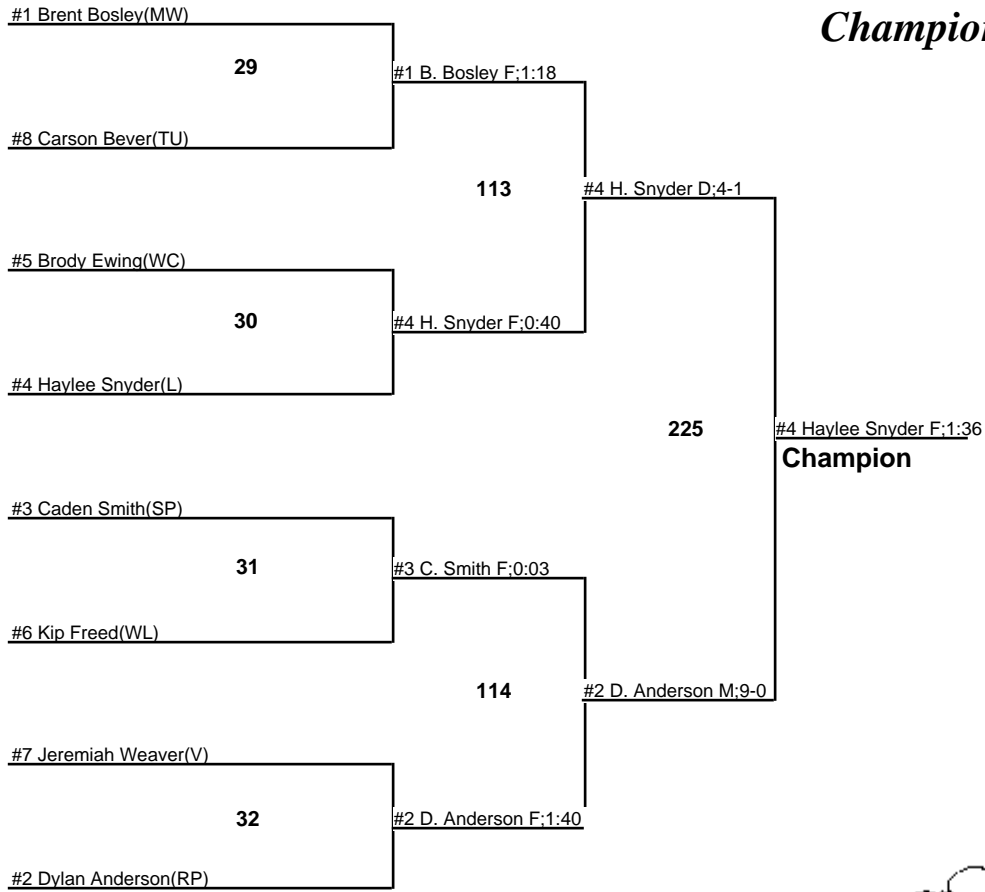 #1 Brent Bosley(MW)
Champion
29
#1 B. Bosley F;1:18
#8 Carson Bever(TU)
113
#4 H. Snyder D;4-1
#5 Brody Ewing(WC)
30
#4 H. Snyder F;0:40
#4 Haylee Snyder(L)
225
#4 Haylee Snyder F;1:36
Champion
#3 Caden Smith(SP)
31
#3 C. Smith F;0:03
#6 Kip Freed(WL)
114
#2 D. Anderson M;9-0
#7 Jeremiah Weaver(V)
32
#2 D. Anderson F;1:40
#2 Dylan Anderson(RP)